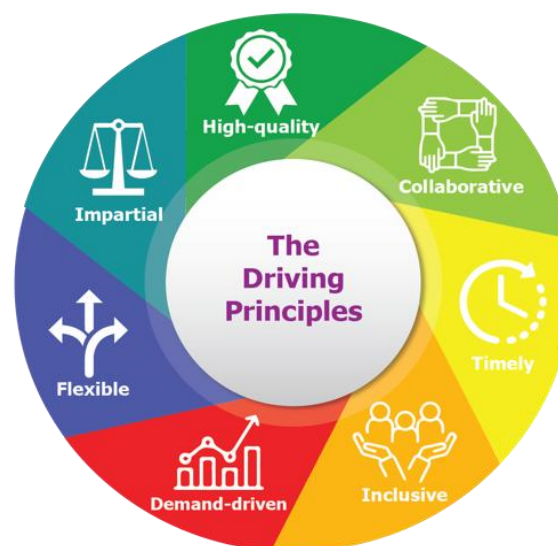 The
Driving
Principles
High-quality
Collaborative
Timely
Inclusive
Demand-driven
Flexible
Impartial